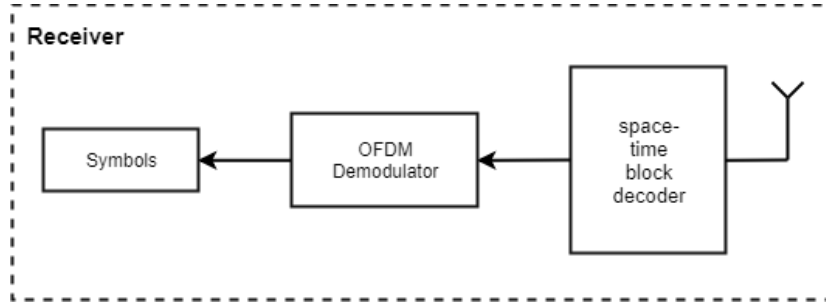 Receiver
Symbols
OFDM
Demodulator
space-
time
block
decoder